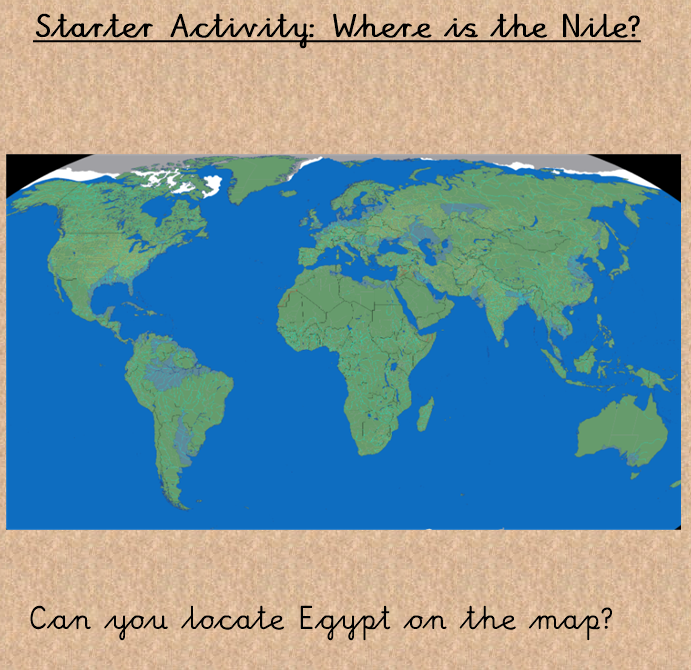 Starter Activity: Where is the Nile?
Can you locate Egypt on the map?